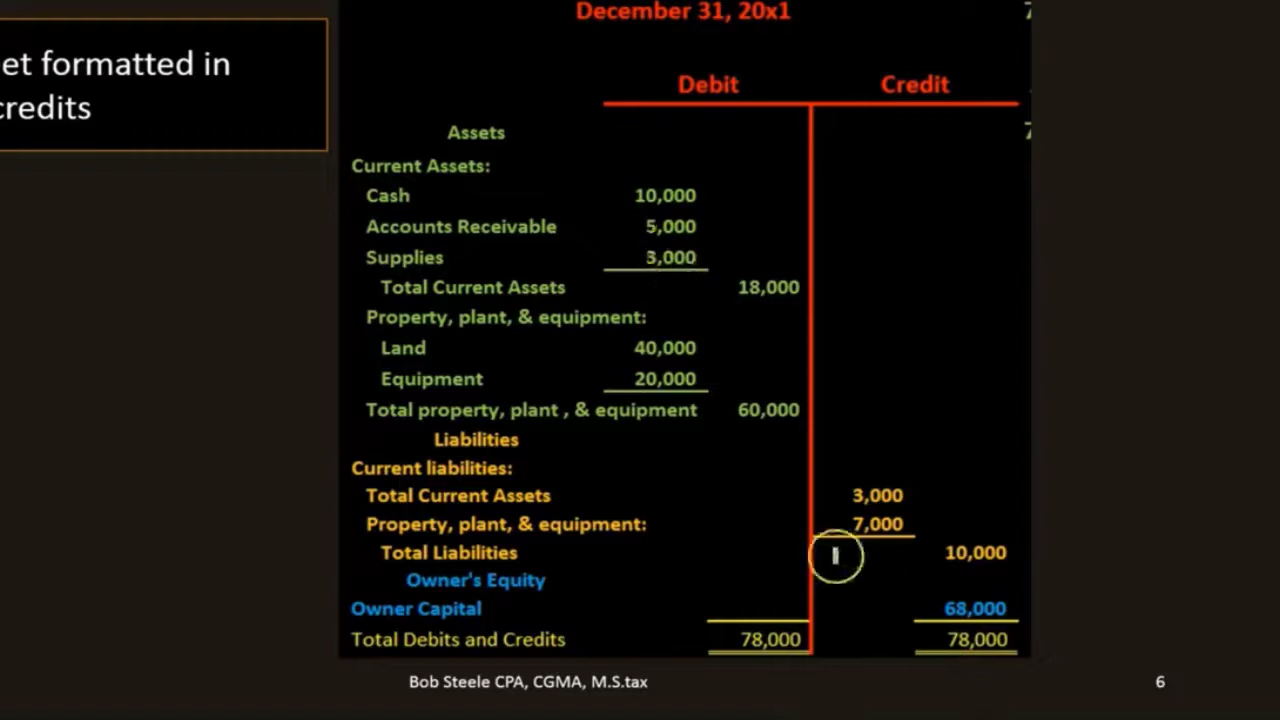 et formatted in
credits
December 31, 20x1
Debit Credit
Assets
Current Assets:
Cash 10,000
Accounts Receivable 5,000
Supplies 3,000
Total Current Assets 18,000
Property, plant, & equipment:
Land 40,000
Equipment 20,000
Total property, plant , & equipment 60,000
Liabilities
Current liabilities:
Total Current Assets 3,000
Property, plant, & equipment: 7,000
Total Liabilities 10,000
Owner's Equity
Owner Capital 68,000
Total Debits and Credits 78,000 78,000
Bob Steele CPA, CGMA, M.S.tax 6